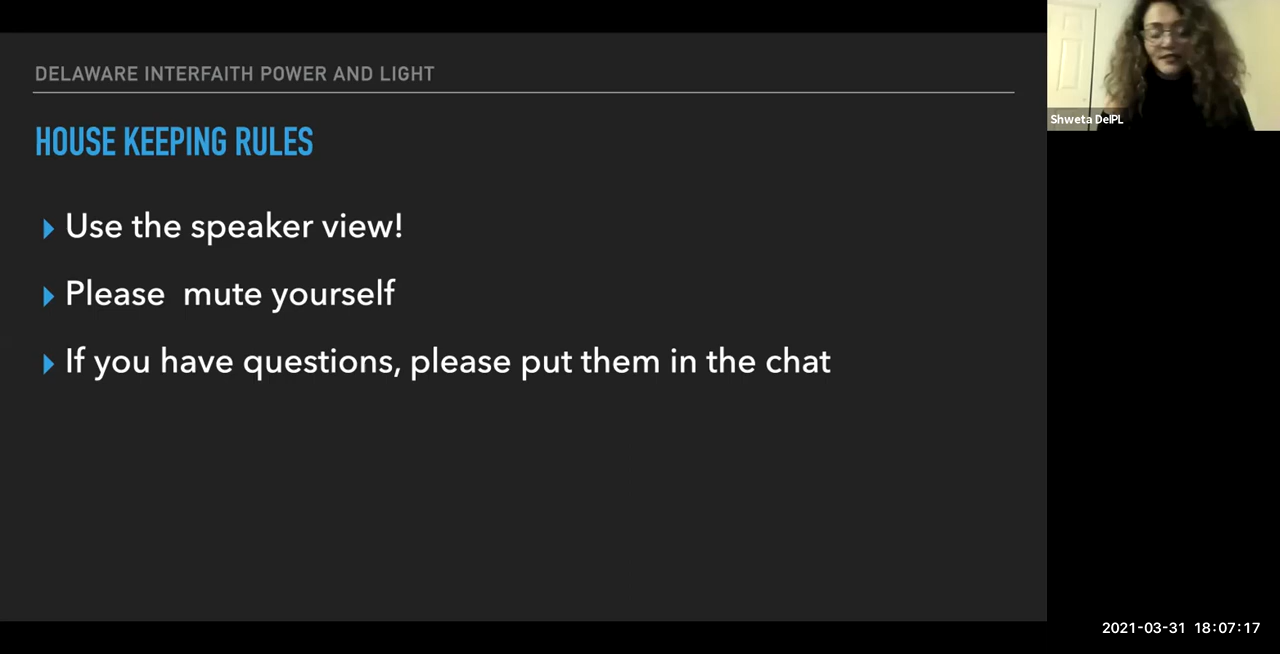 DELAWARE INTERFAITH POWER AND LIGHT
HOUSE KEEPING RULES
Use the speaker view!
Please  mute yourself
If you have questions, please put them in the chat
Shweta DeIPL
2021-03-31 18:07:17